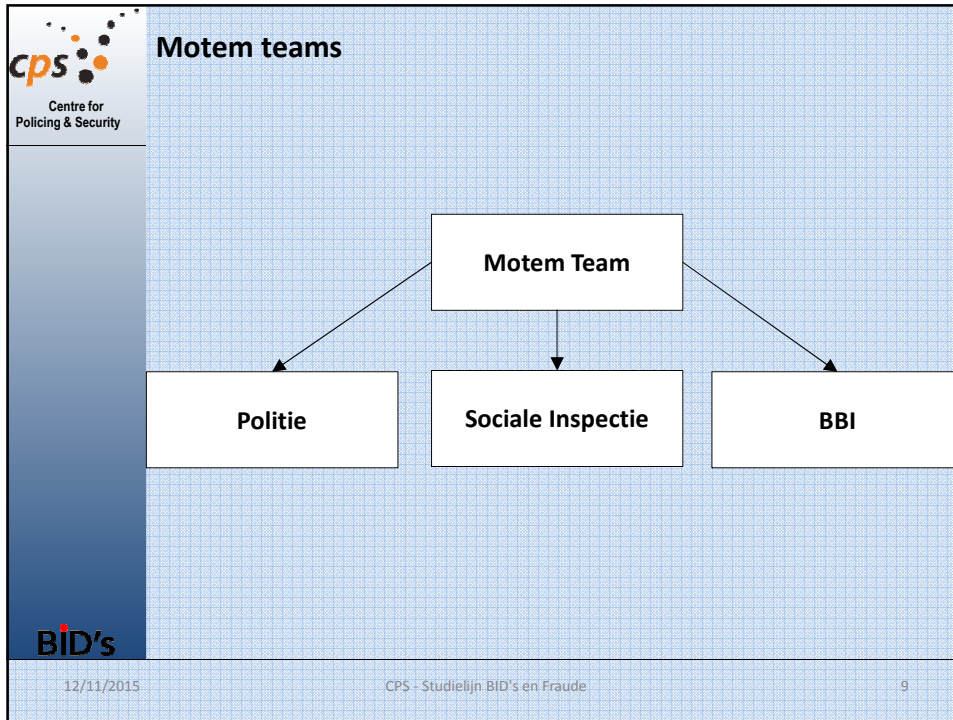 cps
Centre for
Policing & Security
Motem teams
Motem Team
Politie
Sociale Inspectie
BBI
BiD's
12/11/2015
CPS - Studielijn BID's en Fraude
9